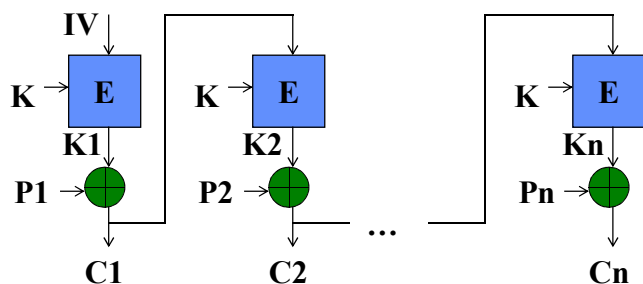 IV
K E K E K E
K1 K2 Kn
P1 P2 Pn
...
C1 C2 Cn